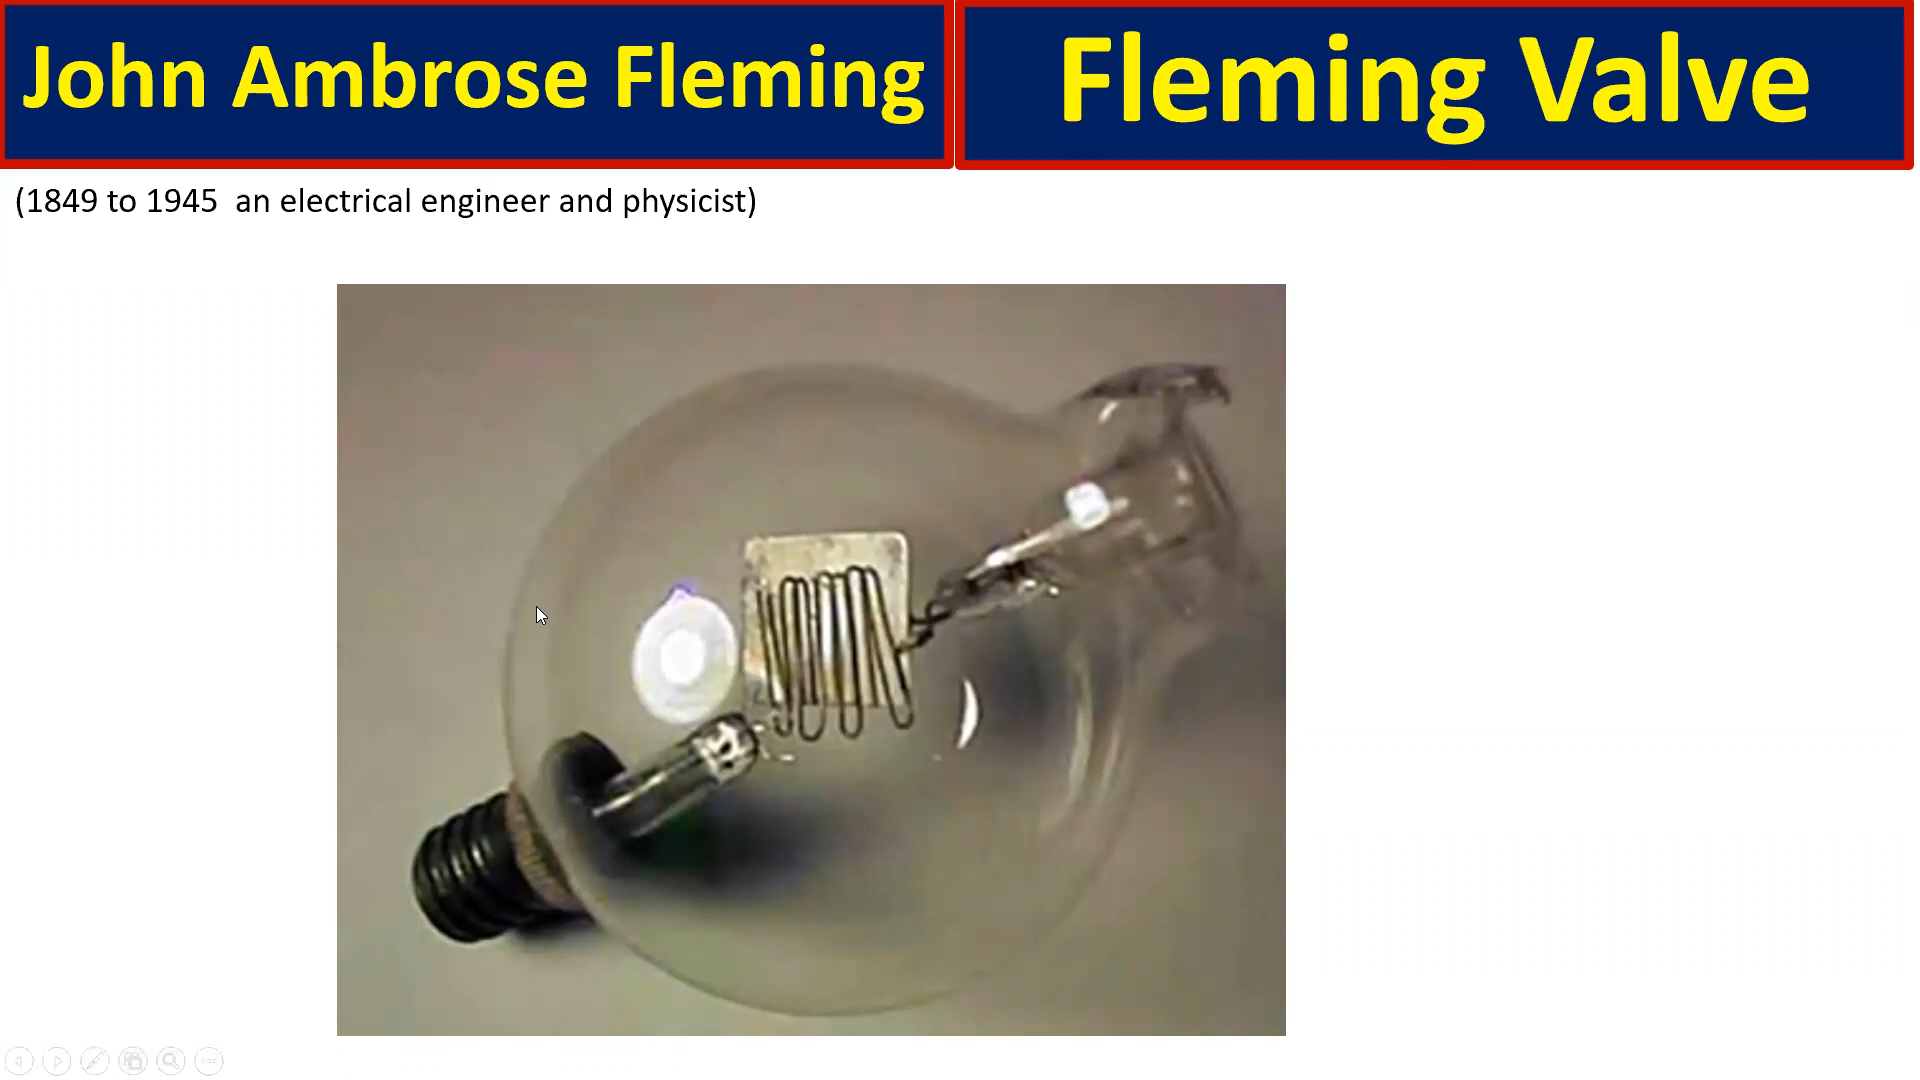 John Ambrose Fleming
Fleming Valve
(1849 to 1945  an electrical engineer and physicist)